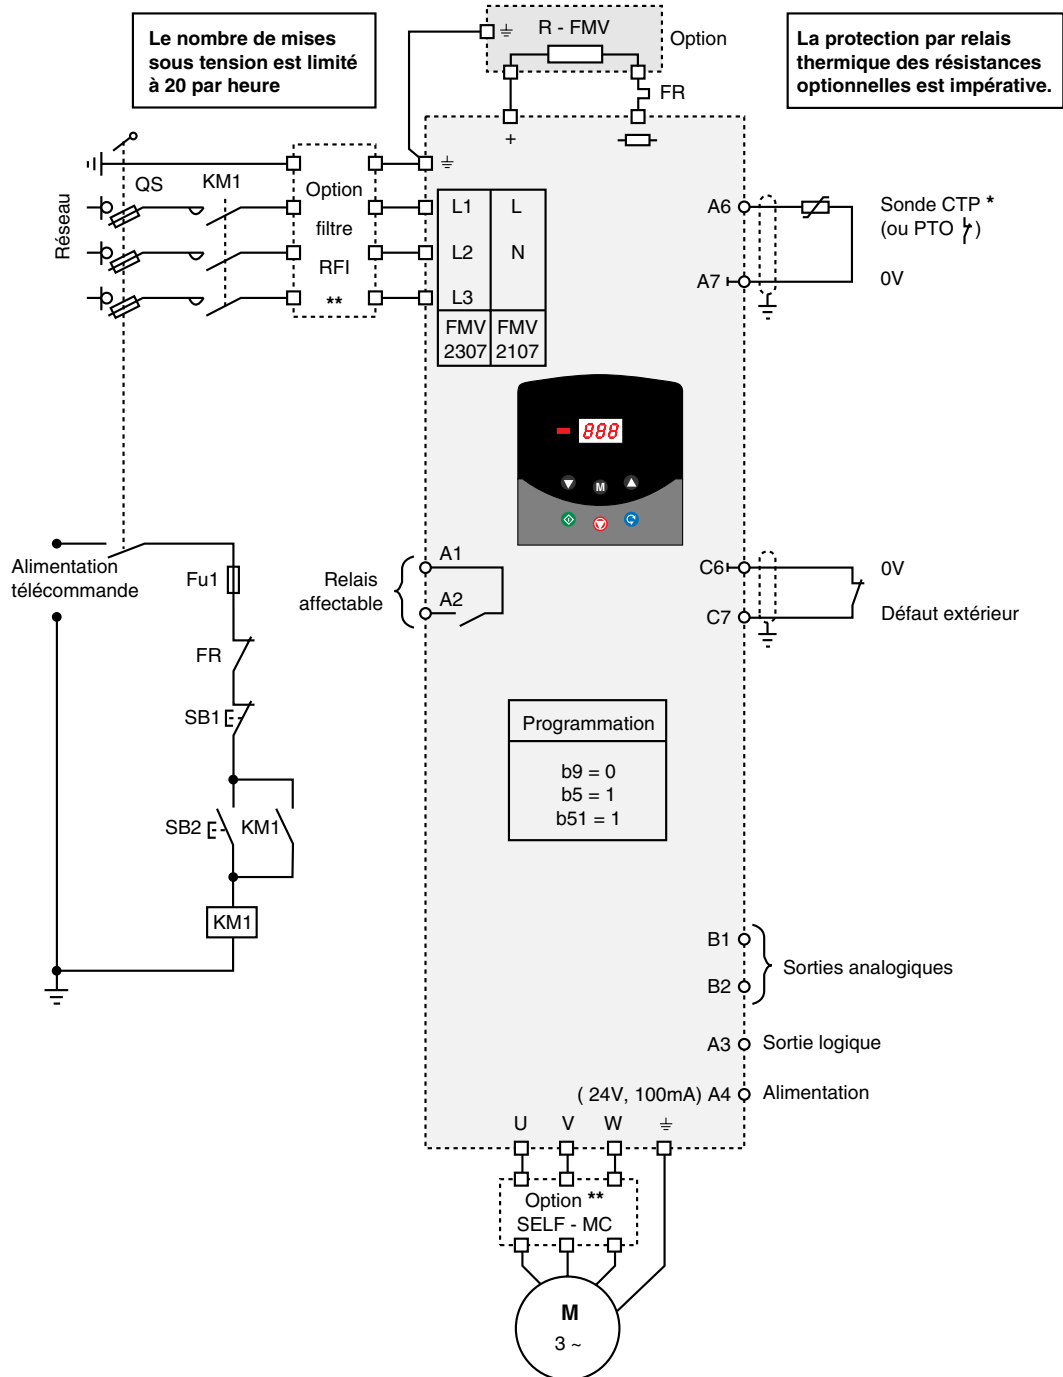 Le nombre de mises
sous tension est limité
à 20 par heure
R - FMV
Option
La protection par relais
thermique des résistances
optionnelles est impérative.
FR
+
QS
KM1
Option
filtre
RFI
**
Réseau
L1
L
L2
N
L3
FMV
2307
FMV
2107
A6
Sonde CTP *
(ou PTO )
A7
0V
888
M
Alimentation
télécommande
Fu1
FR
SB1
SB2
KM1
KM1
Relais
affectable
A1
A2
C6
0V
C7
Défaut extérieur
Programmation
b9 = 0
b5 = 1
b51 = 1
B1
B2
Sorties analogiques
A3
Sortie logique
( 24V, 100mA) A4
Alimentation
U
V
W
Option **
SELF - MC
M
3 ~